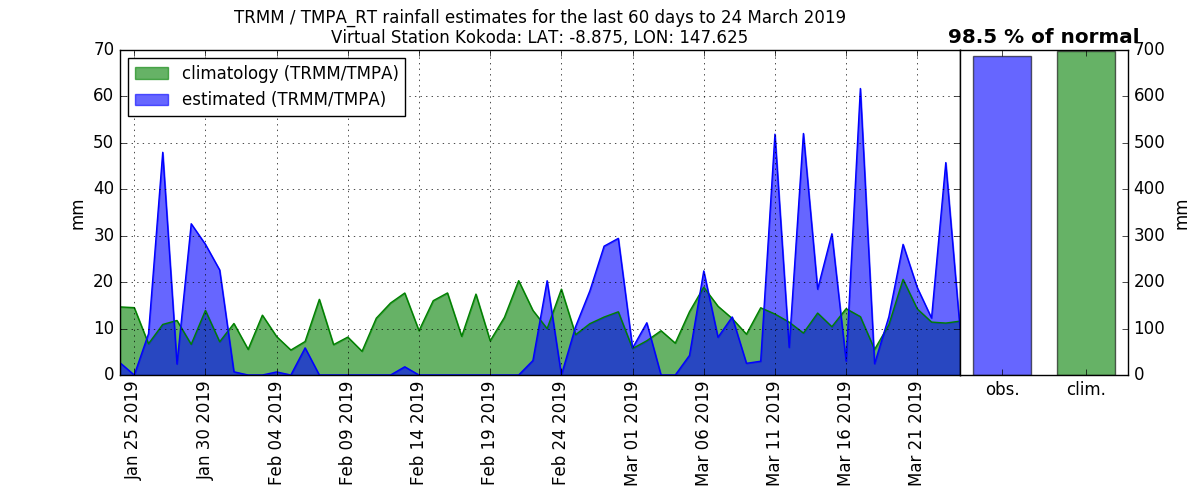 TRMM / TMPA_RT rainfall estimates for the last 60 days to 24 March 2019
Virtual Station Kokoda: LAT: -8.875, LON: 147.625
98.5 % of normal
climatology (TRMM/TMPA)
estimated (TRMM/TMPA)
70
60
50
40
30
20
10
0
mm
700
600
500
400
300
200
100
0
mm
Jan 25 2019
Jan 30 2019
Feb 04 2019
Feb 09 2019
Feb 14 2019
Feb 19 2019
Feb 24 2019
Mar 01 2019
Mar 06 2019
Mar 11 2019
Mar 16 2019
Mar 21 2019
obs.
clim.